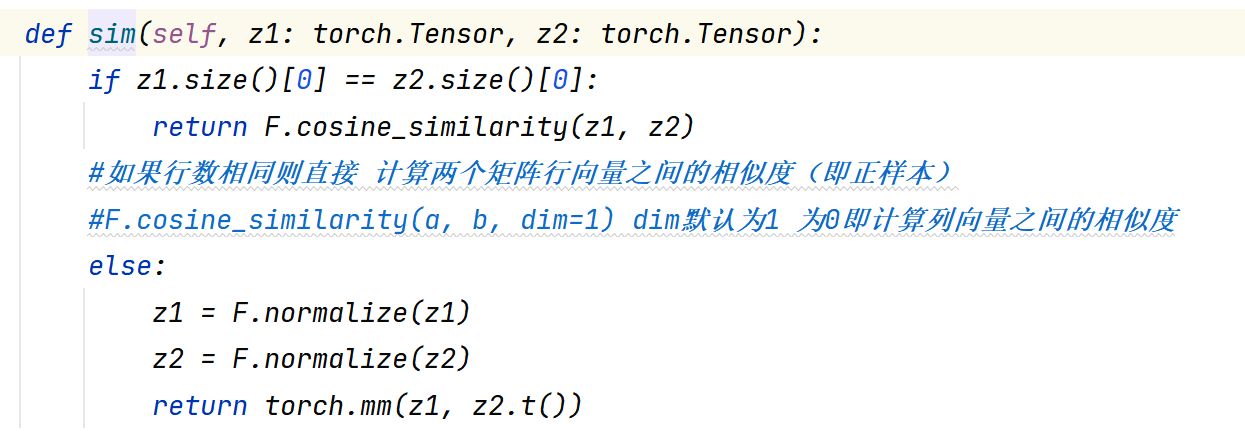 def sim(self, z1: torch.Tensor, z2: torch.Tensor):
    if z1.size()[0] == z2.size()[0]:
        return F.cosine_similarity(z1, z2)
    #如果行数相同则直接 计算两个矩阵行向量之间的相似度（即正样本）
    #F.cosine_similarity(a, b, dim=1) dim默认为1 为0即计算列向量之间的相似度
    else:
        z1 = F.normalize(z1)
        z2 = F.normalize(z2)
        return torch.mm(z1, z2.t())